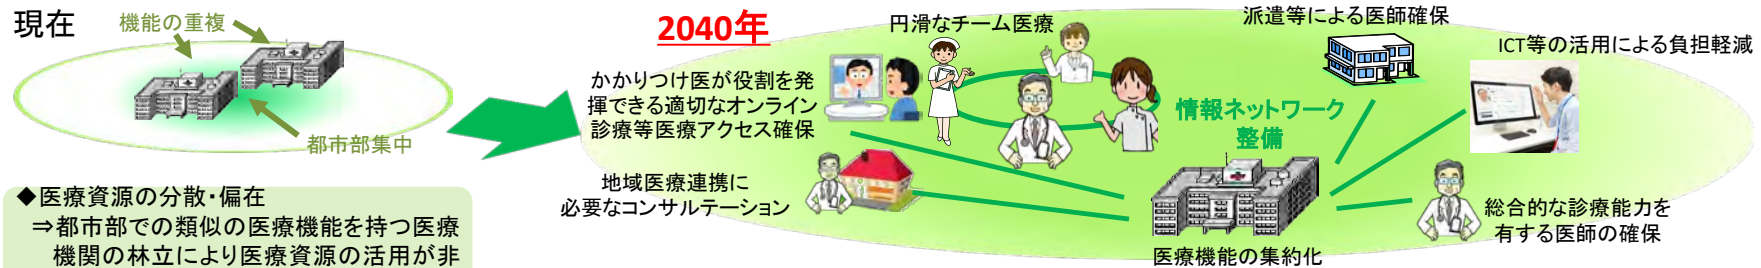 現在
機能の重複
都市部集中
◆医療資源の分散・偏在
⇒都市部での類似の医療機能を持つ医療
機関の林立により医療資源の活用が非
2040年
円滑なチーム医療
派遣等による医師確保
ICT等の活用による負担軽減
かかりつけ医が役割を発
揮できる適切なオンライン
診療等医療アクセス確保
情報ネットワーク
整備
地域医療連携に
必要なコンサルテーション
総合的な診療能力を
有する医師の確保
医療機能の集約化